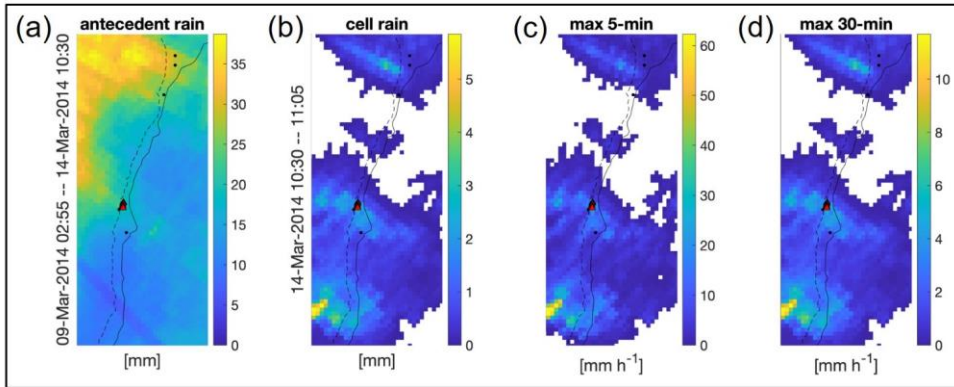 (a) antecedent rain
09-Mar-2014 02:55 -- 14-Mar-2014 10:30
35
30
25
20
15
10
5
0
[mm]
(b) cell rain
14-Mar-2014 10:30 -- 11:05
5
4
3
2
1
0
[mm]
(c) max 5-min
60
50
40
30
20
10
0
[mm h⁻¹]
(d) max 30-min
10
8
6
4
2
0
[mm h⁻¹]